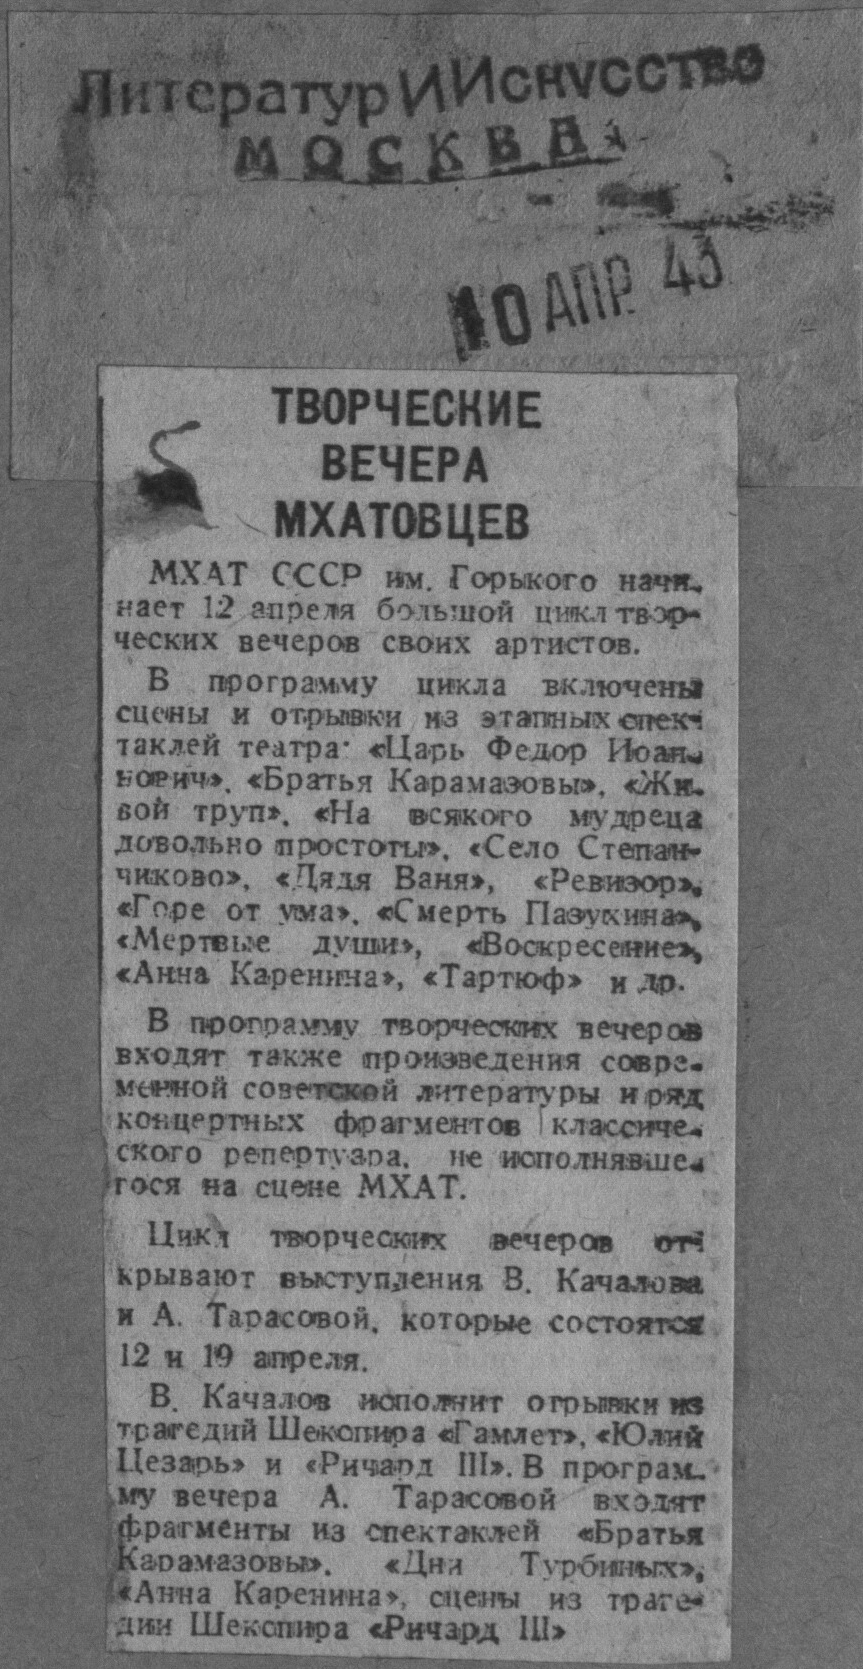 Литератур И Искусство
МОСКВА
10 АПР. 43
ТВОРЧЕСКИЕ
ВЕЧЕРА
МХАТОВЦЕВ
МХАТ СССР им. Горького начи-
нает 12 апреля большой цикл твор-
ческих вечеров своих артистов.
В программу цикла включены
сцены и отрывки из этапных спек-
таклей театра: «Царь Федор Иоан-
нович», «Братья Карамазовы», «Жи-
вой труп», «На всякого мудреца
довольно простоты», «Село Степан-
чиково», «Дядя Ваня», «Ревизор»,
«Горе от ума», «Смерть Пазухина»,
«Мертвые души», «Воскресение»,
«Анна Каренина», «Тартюф» и др.
В программу творческих вечеров
входят также произведения совре-
менной советской литературы и ряд
концертных фрагментов классиче-
ского репертуара, не исполнявше-
гося на сцене МХАТ.
Цикл творческих вечеров от-
крывают выступления В. Качалова
и А. Тарасовой, которые состоятся
12 и 19 апреля.
В. Качалов исполнит отрывки из
трагедий Шекспира «Гамлет», «Юлий
Цезарь» и «Ричард III». В програм-
му вечера А. Тарасовой входят
фрагменты из спектаклей «Братья
Карамазовы», «Дни Турбиных»,
«Анна Каренина», сцены из траге-
дии Шекспира «Ричард III»